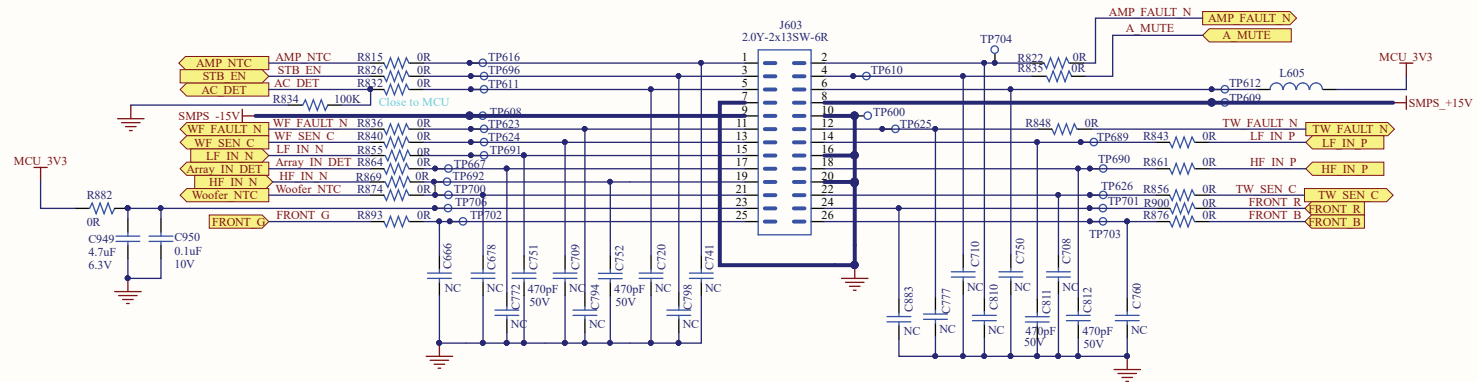 J603
2.0Y-2x13SW-6R
AMP_FAULT_N
AMP_FAULT_N
A_MUTE
A_MUTE
TP704
AMP_NTC
AMP_NTC
R815
0R
TP616
1
2
R822
0R
MCU_3V3
STB_EN
STB_EN
R826
0R
TP696
3
4
TP610
R835
0R
AC_DET
AC_DET
R832
0R
TP611
5
6
TP612
L605
R834
100K
Close to MCU
7
8
TP609
SMPS_+15V
SMPS_-15V
TP608
9
10
TP600
WF_FAULT_N
WF_FAULT_N
R836
0R
TP623
11
12
TP625
R848
0R
TW_FAULT_N
TW_FAULT_N
WF_SEN_C
WF_SEN_C
R840
0R
TP624
13
14
TP689
R843
0R
LF_IN_P
LF_IN_P
LF_IN_N
LF_IN_N
R855
0R
TP691
15
16
MCU_3V3
Array_IN_DET
Array_IN_DET
R864
0R
TP667
17
18
TP690
R861
0R
HF_IN_P
HF_IN_P
HF_IN_N
HF_IN_N
R869
0R
TP692
19
20
Woofer_NTC
Woofer_NTC
R874
0R
TP700
21
22
TP626
R856
0R
TW_SEN_C
TW_SEN_C
R882
0R
TP706
23
24
TP701
R900
0R
FRONT_R
FRONT_R
FRONT_G
FRONT_G
R893
0R
TP702
25
26
TP703
R876
0R
FRONT_B
FRONT_B
C949
4.7uF
6.3V
C950
0.1uF
10V
C666
NC
C678
NC
C772
NC
C751
470pF
50V
C709
NC
C794
NC
C752
470pF
50V
C720
NC
C798
NC
C741
NC
C883
NC
C777
NC
C710
NC
C810
NC
C750
NC
C811
470pF
50V
C708
NC
C812
470pF
50V
C760
NC